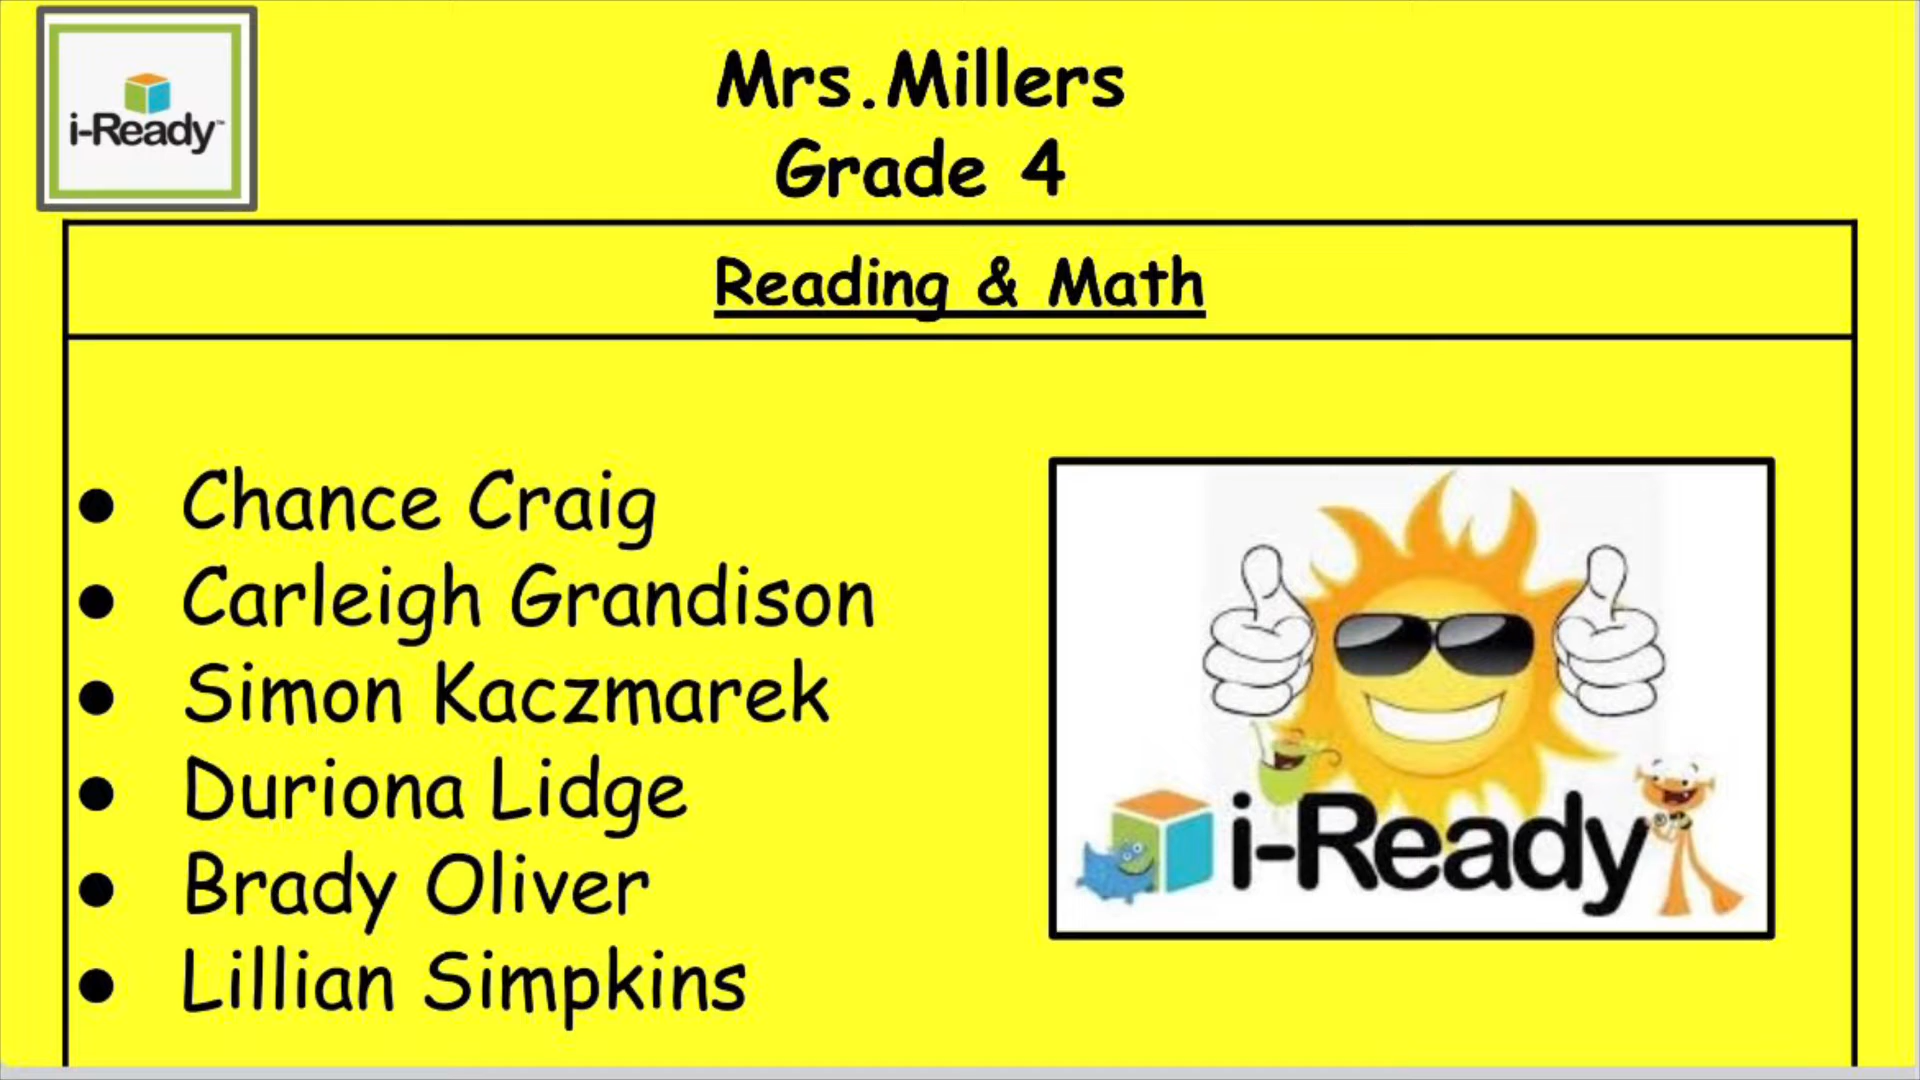 i-Ready™
Mrs.Millers
Grade 4
Reading & Math
● Chance Craig
● Carleigh Grandison
● Simon Kaczmarek
● Duriona Lidge
● Brady Oliver
● Lillian Simpkins
i-Ready